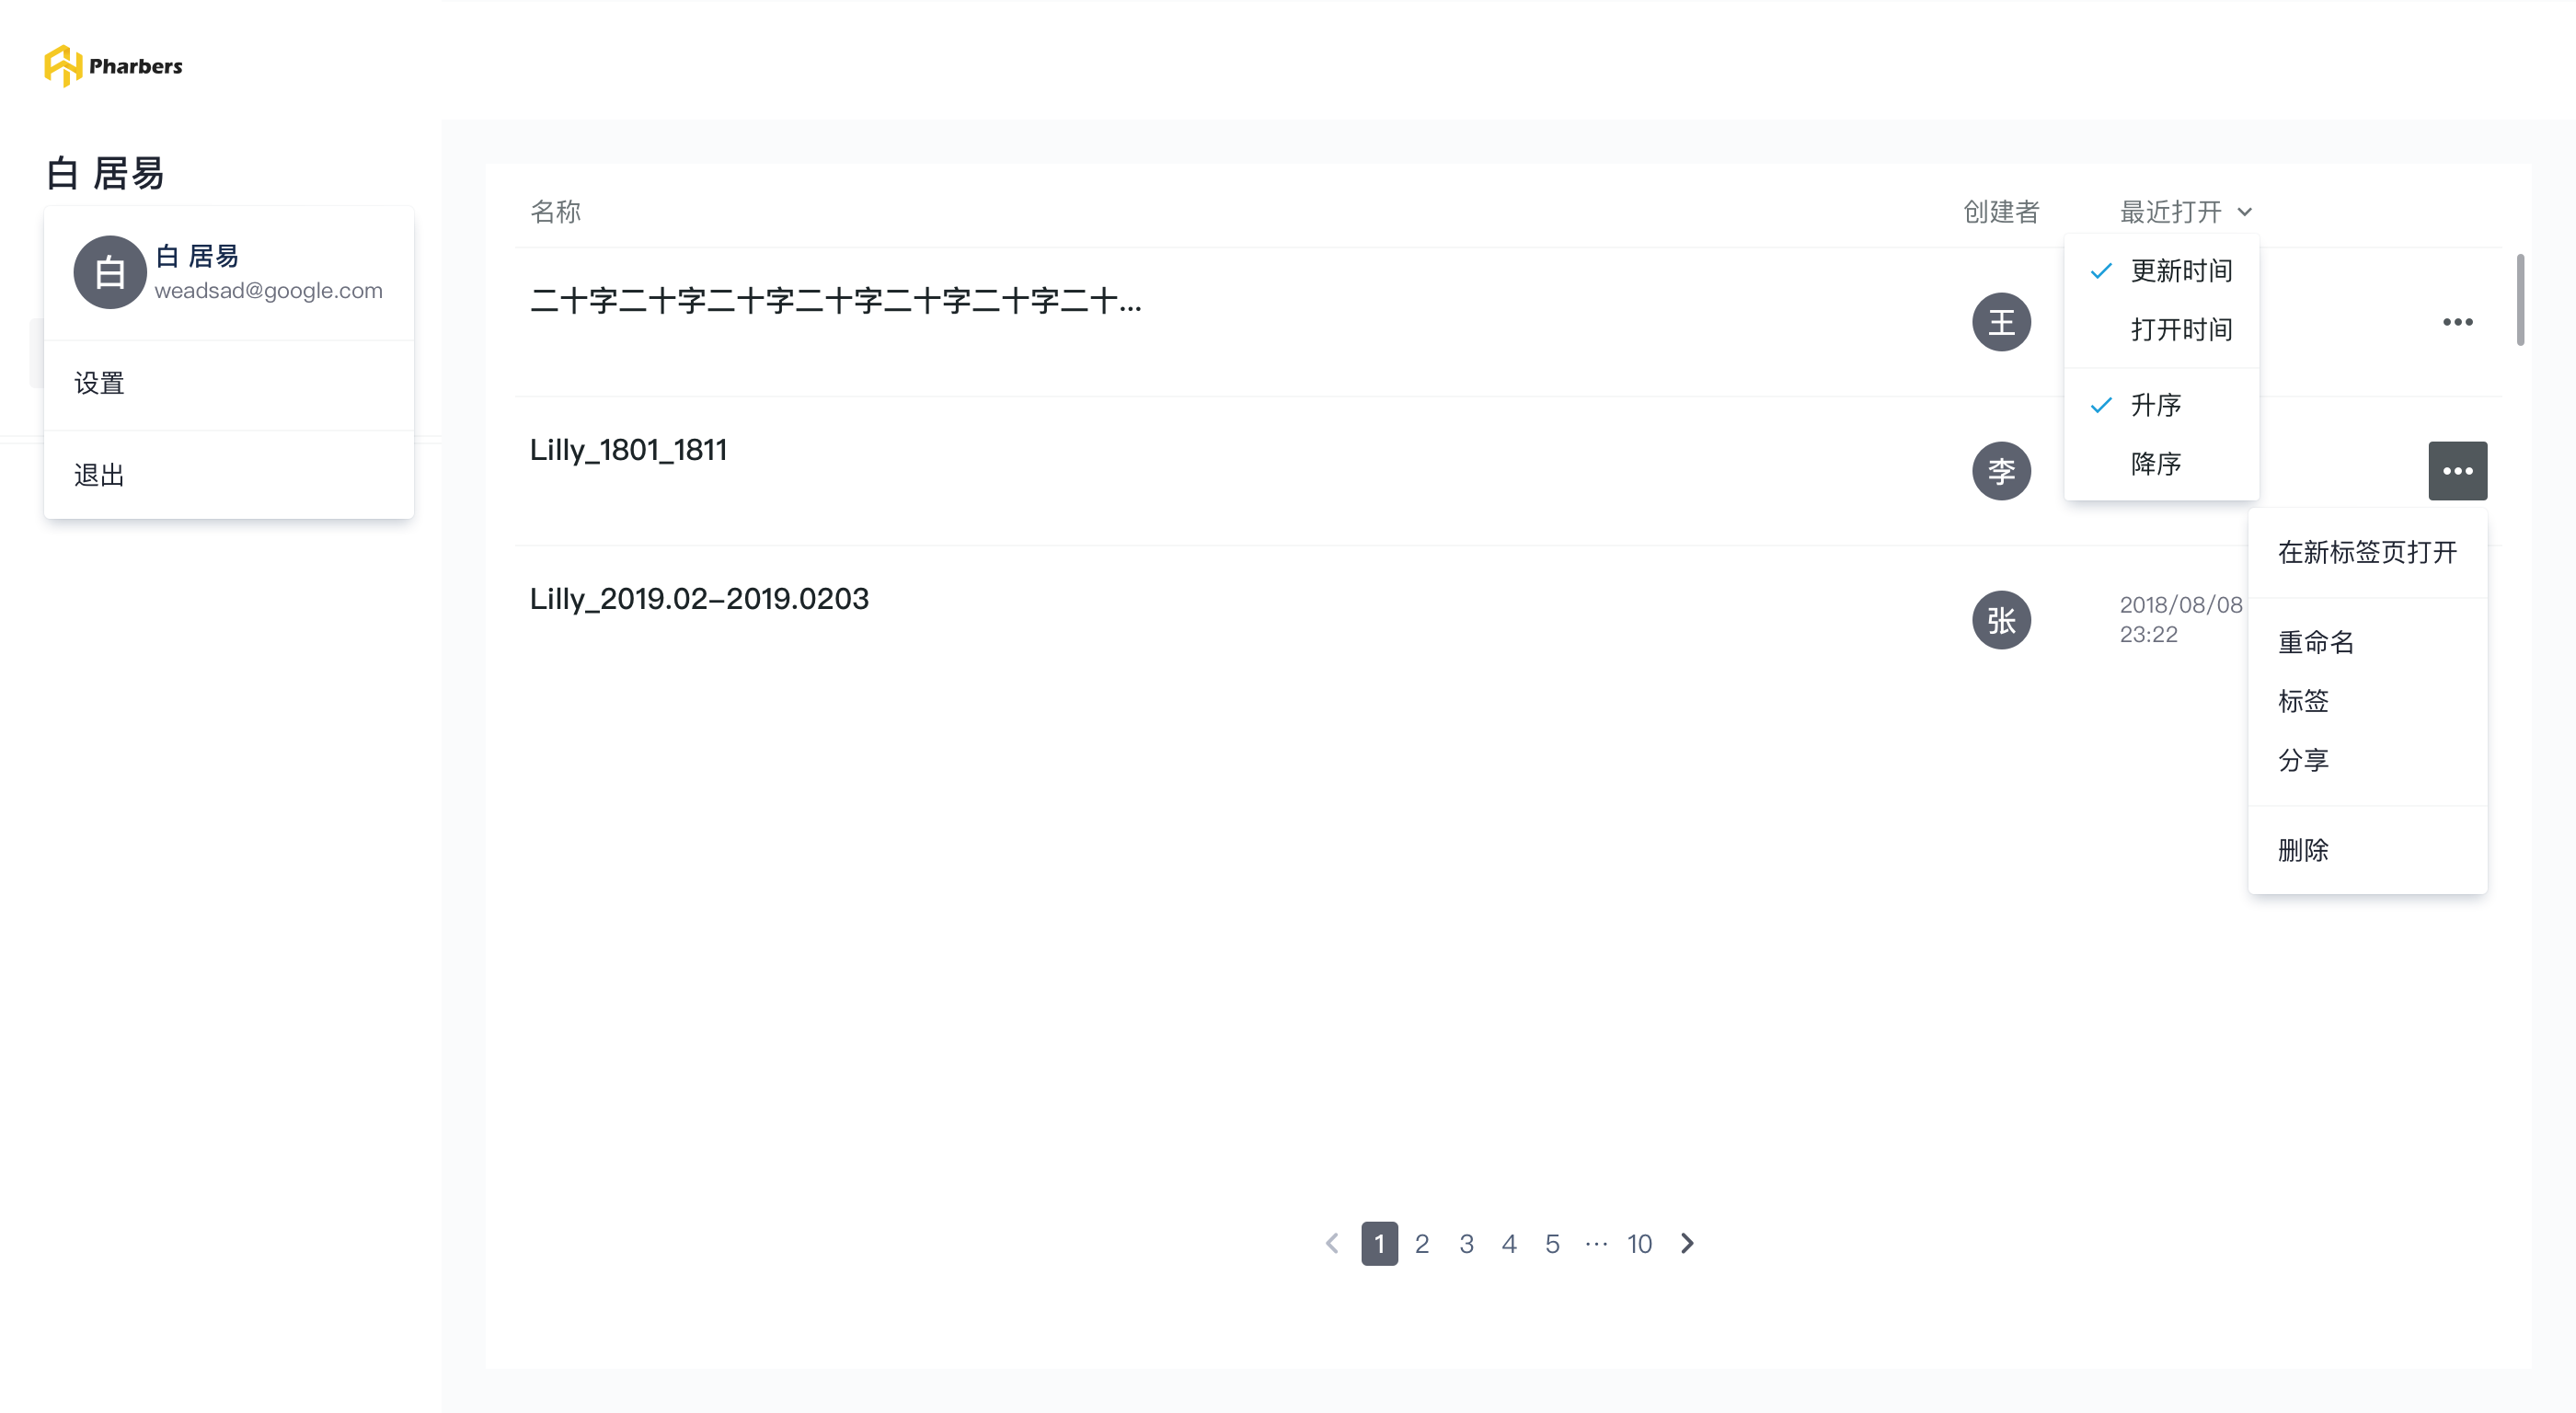 Pharbers
白 居易
白
白 居易
weadsad@google.com
设置
退出
名称
创建者
最近打开
更新时间
打开时间
升序
降序
二十字二十字二十字二十字二十字二十字二十...
王
Lilly_1801_1811
李
Lilly_2019.02-2019.0203
张
2018/08/08
23:22
在新标签页打开
重命名
标签
分享
删除
1 2 3 4 5 ··· 10